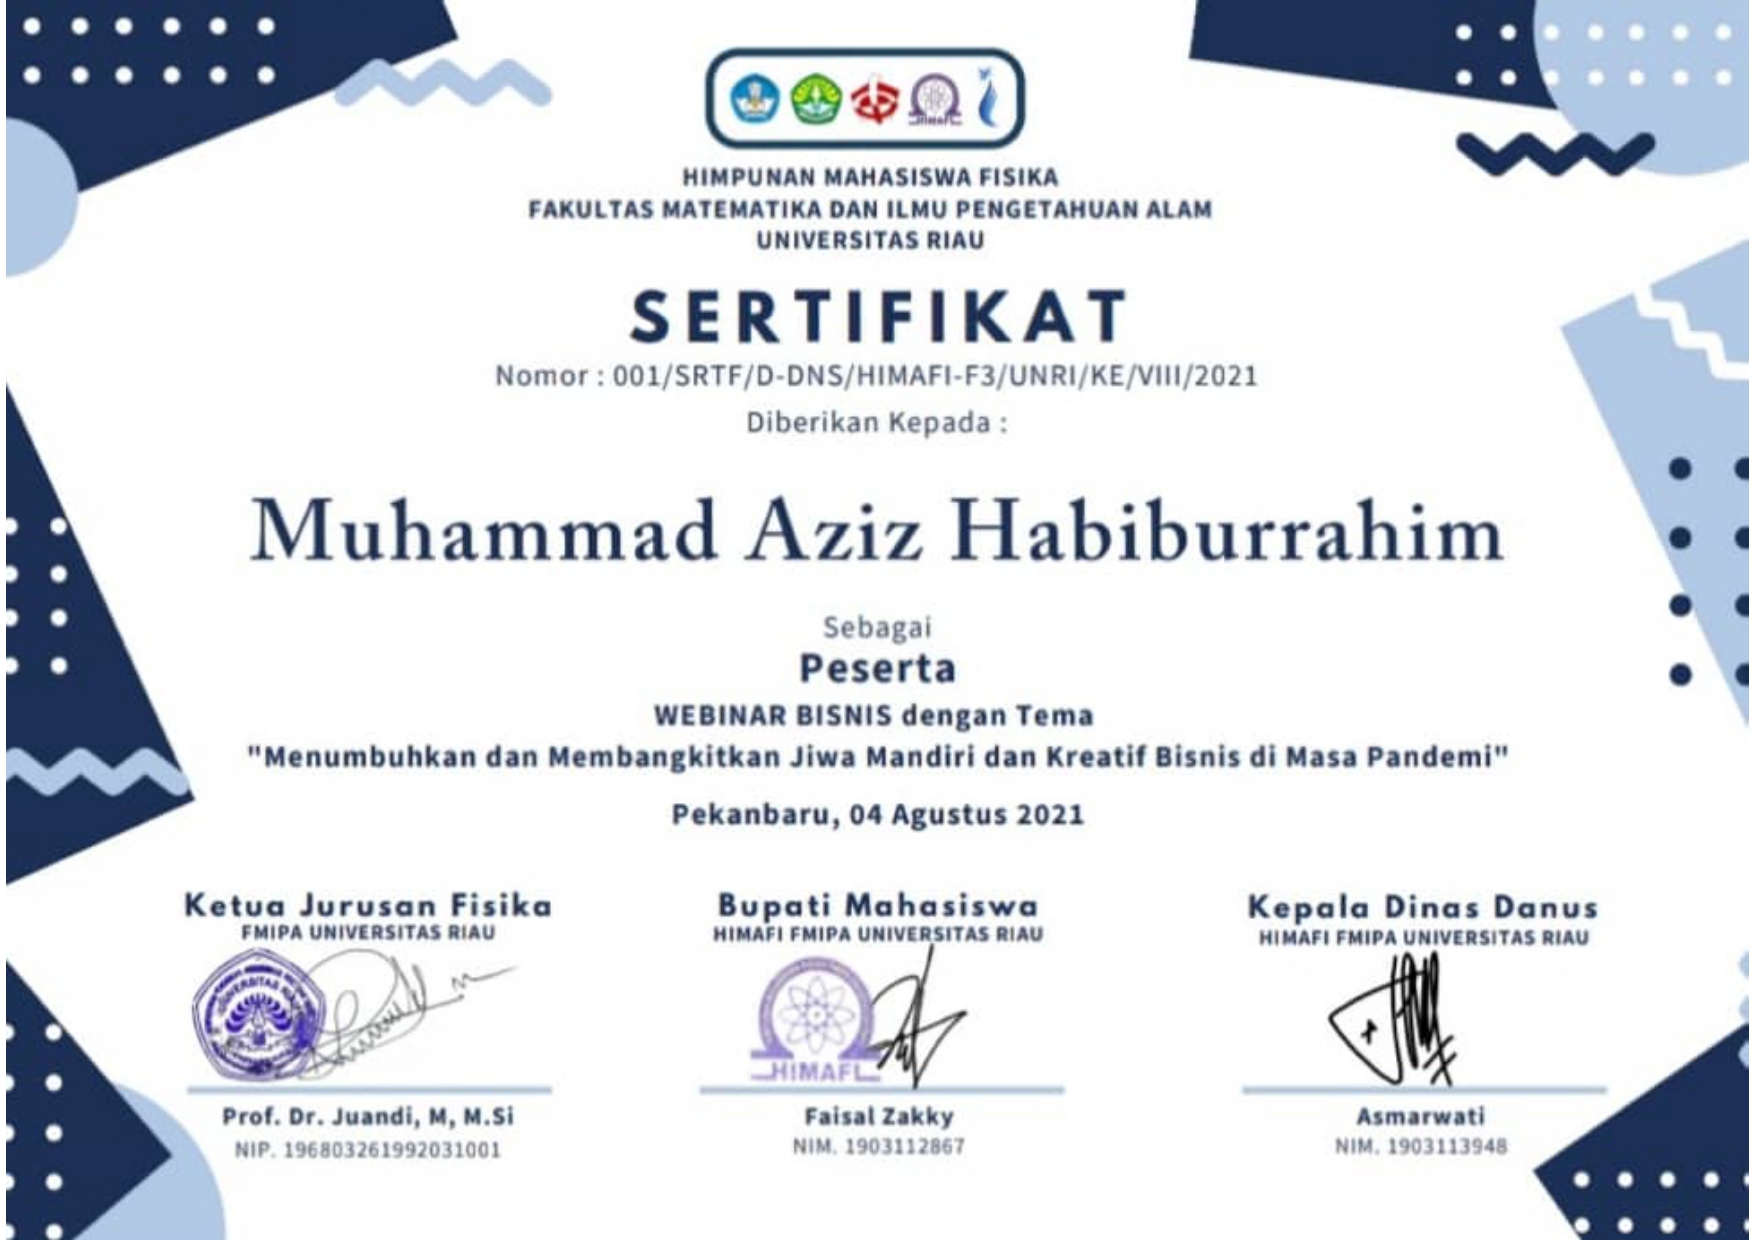 HIMAFI
HIMPUNAN MAHASISWA FISIKA
FAKULTAS MATEMATIKA DAN ILMU PENGETAHUAN ALAM
UNIVERSITAS RIAU
SERTIFIKAT
Nomor : 001/SRTF/D-DNS/HIMAFI-F3/UNRI/KE/VIII/2021
Diberikan Kepada :
Muhammad Aziz Habiburrahim
Sebagai
Peserta
WEBINAR BISNIS dengan Tema
"Menumbuhkan dan Membangkitkan Jiwa Mandiri dan Kreatif Bisnis di Masa Pandemi"
Pekanbaru, 04 Agustus 2021
Ketua Jurusan Fisika
FMIPA UNIVERSITAS RIAU
UNIVERSITAS RIAU
Prof. Dr. Juandi, M, M.Si
NIP. 196803261992031001
Bupati Mahasiswa
HIMAFI FMIPA UNIVERSITAS RIAU
HIMAFI
Faisal Zakky
NIM. 1903112867
Kepala Dinas Danus
HIMAFI FMIPA UNIVERSITAS RIAU
Asmarwati
NIM. 1903113948